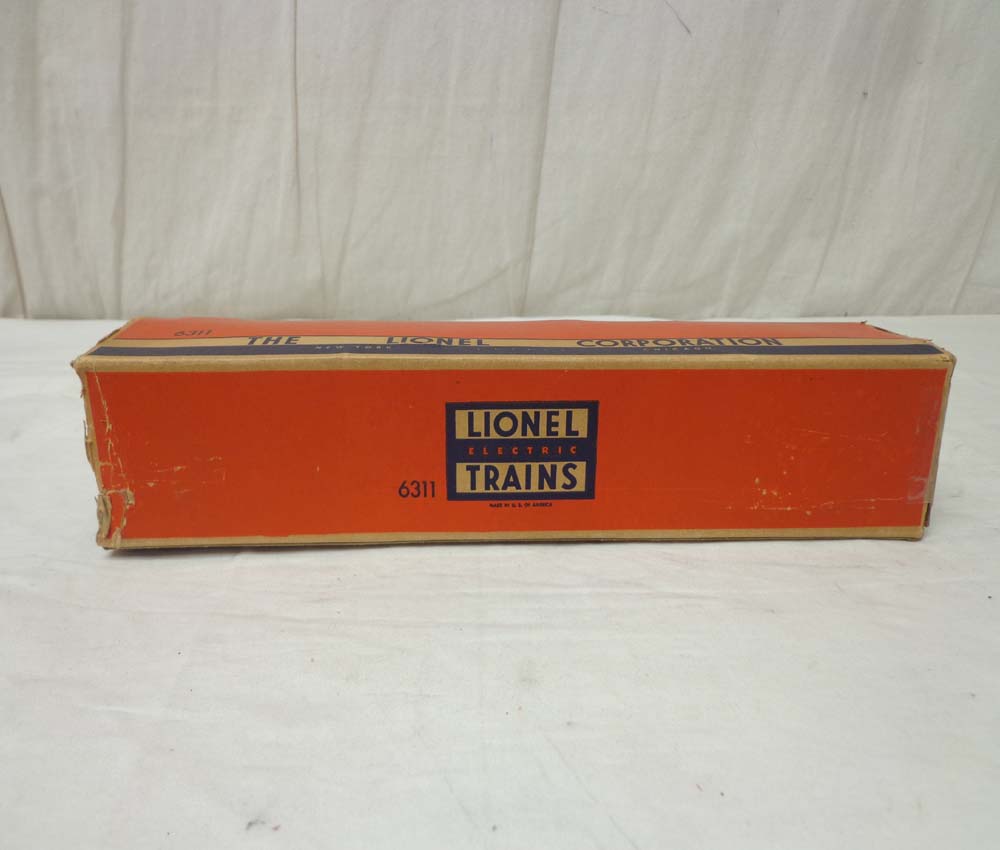 6311
THE LIONEL CORPORATION
NEW YORK CHICAGO
LIONEL
ELECTRIC
6311 TRAINS
MADE IN U. S. OF AMERICA